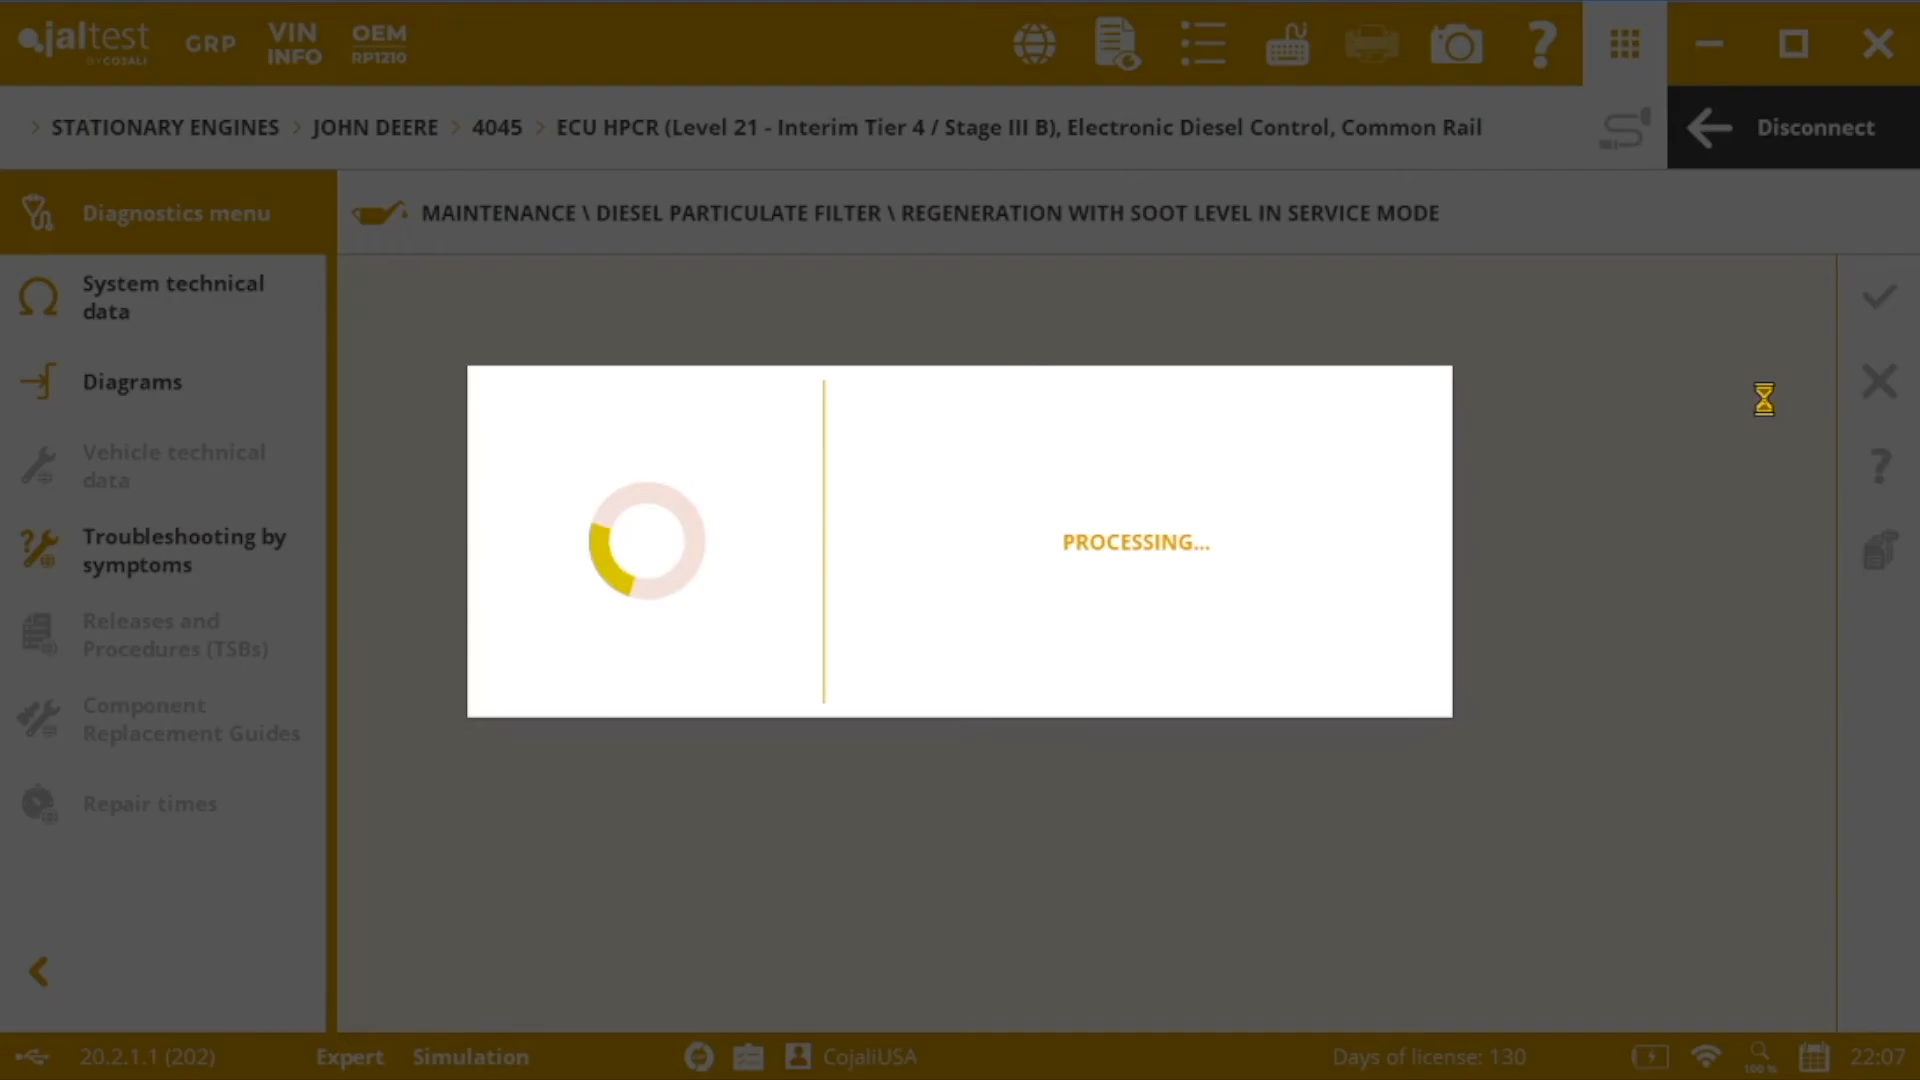 jaltest
BY COJALI
GRP
VIN
INFO
OEM
RP1210
STATIONARY ENGINES > JOHN DEERE > 4045 > ECU HPCR (Level 21 - Interim Tier 4 / Stage III B), Electronic Diesel Control, Common Rail
Disconnect
Diagnostics menu
MAINTENANCE \ DIESEL PARTICULATE FILTER \ REGENERATION WITH SOOT LEVEL IN SERVICE MODE
System technical
data
Diagrams
Vehicle technical
data
Troubleshooting by
symptoms
Releases and
Procedures (TSBs)
Component
Replacement Guides
Repair times
PROCESSING...
20.2.1.1 (202)
Expert
Simulation
CojaliUSA
Days of license: 130
100 %
22:07